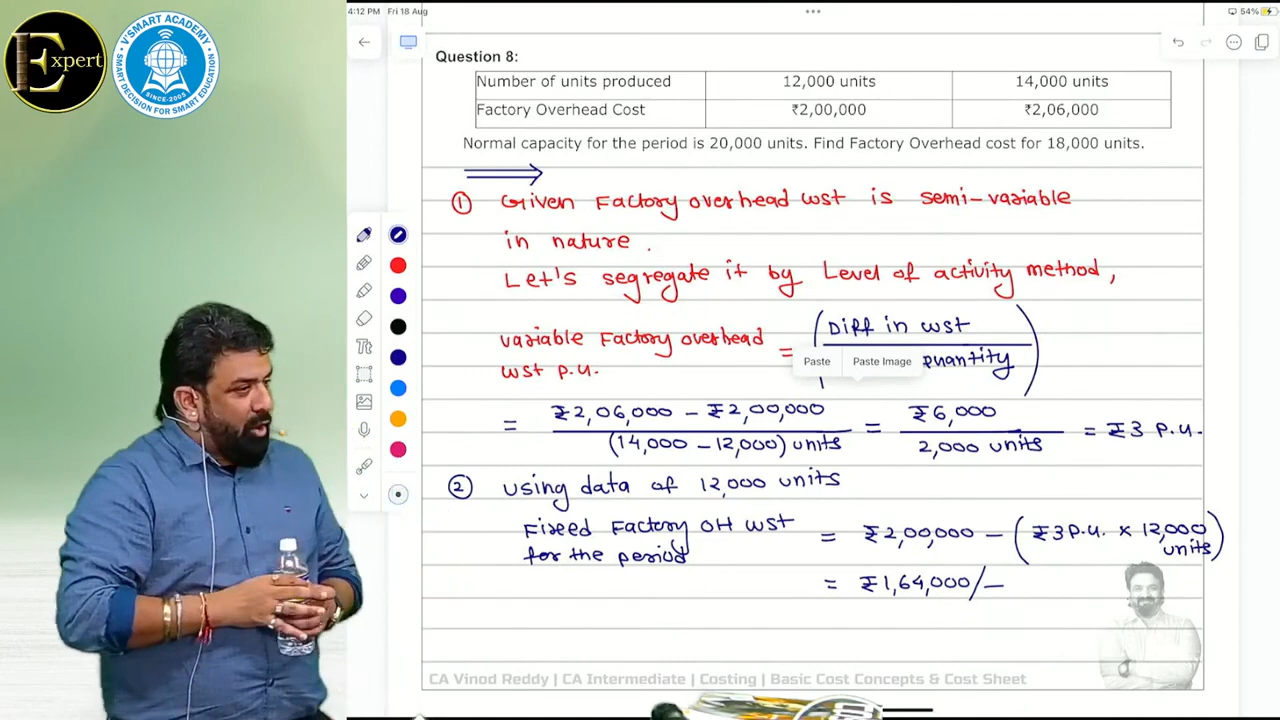 4:12 PM Fri 18 Aug
54%
Expert
V'SMART ACADEMY
SINCE-2005
SMART DECISION FOR SMART EDUCATION
Question 8:
Number of units produced 12,000 units 14,000 units
Factory Overhead Cost ₹2,00,000 ₹2,06,000
Normal capacity for the period is 20,000 units. Find Factory Overhead cost for 18,000 units.
① Given Factory overhead cost is semi-variable
in nature.
Let's segregate it by Level of activity method,
variable Factory overhead = (Diff in cost
cost p.u. quantity)
Paste Paste Image
= ₹2,06,000 - ₹2,00,000 = ₹6,000 = ₹3 p.u.
(14,000 - 12,000) units 2,000 units
② using data of 12,000 units
Fixed Factory OH cost = ₹2,00,000 - (₹3 p.u. × 12,000
for the period units)
= ₹1,64,000/-
Tt
CA Vinod Reddy | CA Intermediate | Costing | Basic Cost Concepts & Cost Sheet